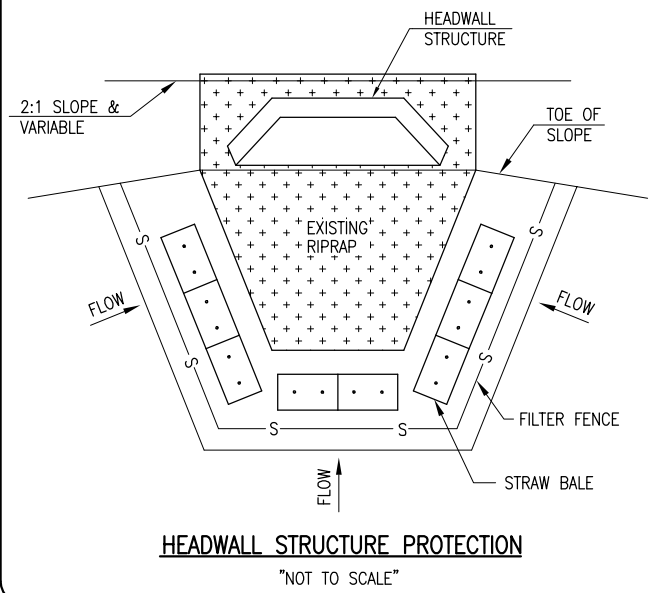 HEADWALL
STRUCTURE
2:1 SLOPE &
VARIABLE
TOE OF
SLOPE
EXISTING
RIPRAP
S
S
FLOW
FLOW
S
S
FILTER FENCE
S
S
STRAW BALE
FLOW
HEADWALL STRUCTURE PROTECTION
"NOT TO SCALE"